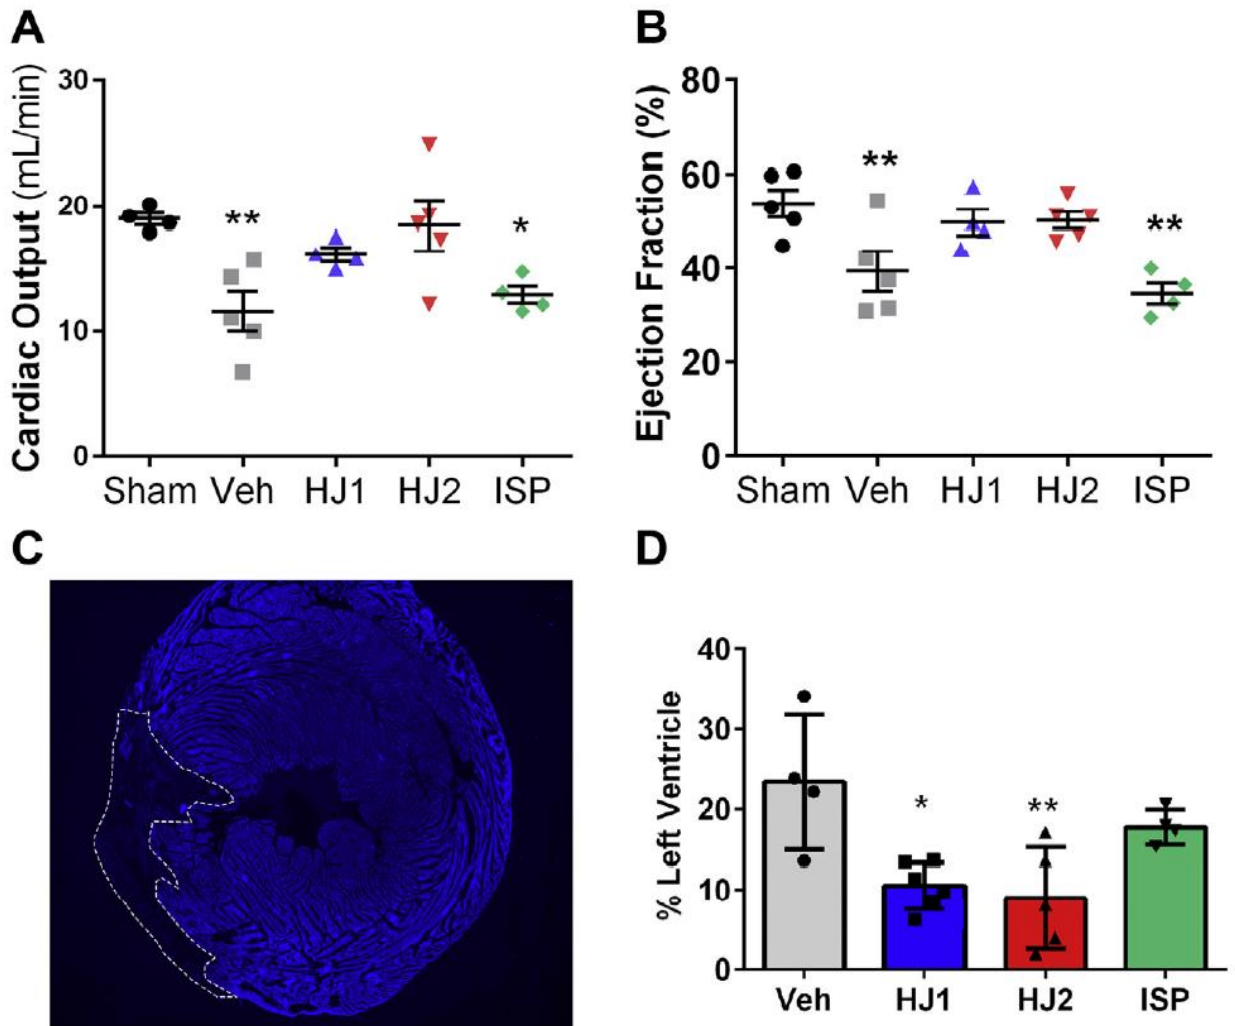 A
Cardiac Output (mL/min)
30
20
10
0
** *
Sham Veh HJ1 HJ2 ISP
B
Ejection Fraction (%)
80
60
40
20
0
** **
Sham Veh HJ1 HJ2 ISP
C
D
% Left Ventricle
40
30
20
10
0
* **
Veh HJ1 HJ2 ISP